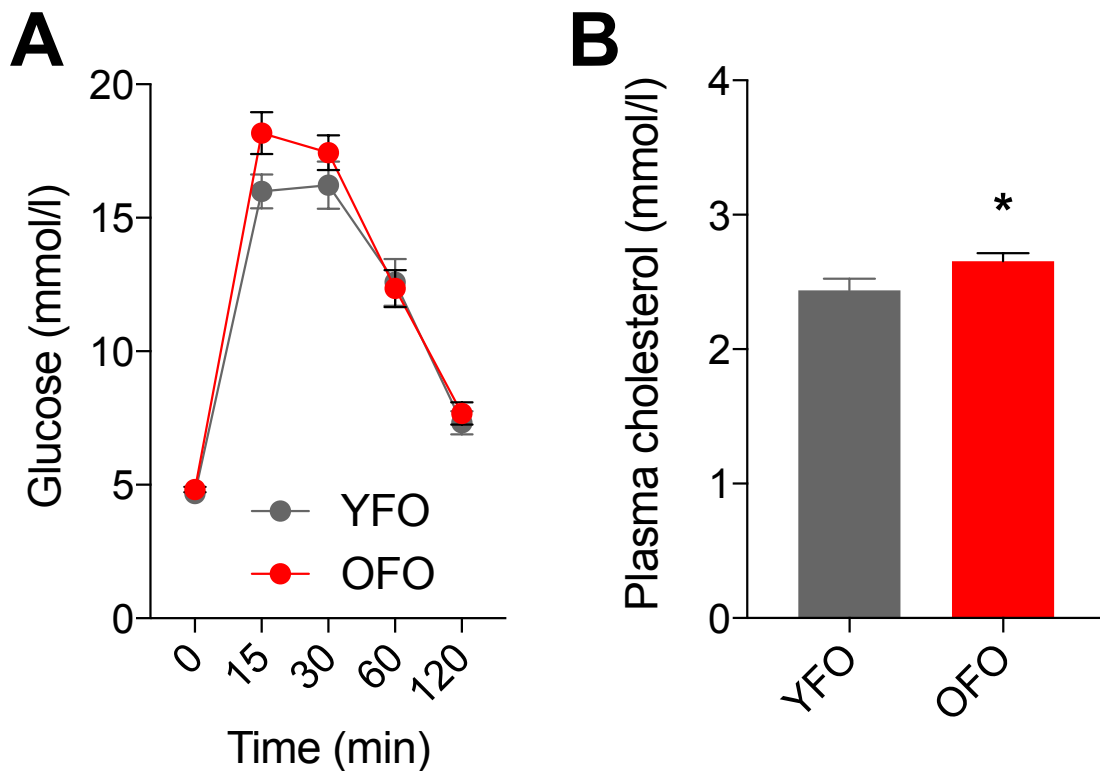 A
Glucose (mmol/l)
20
15
10
5
0
YFO
OFO
0 15 30 60 120
Time (min)
B
Plasma cholesterol (mmol/l)
4
3
2
1
0
*
YFO OFO